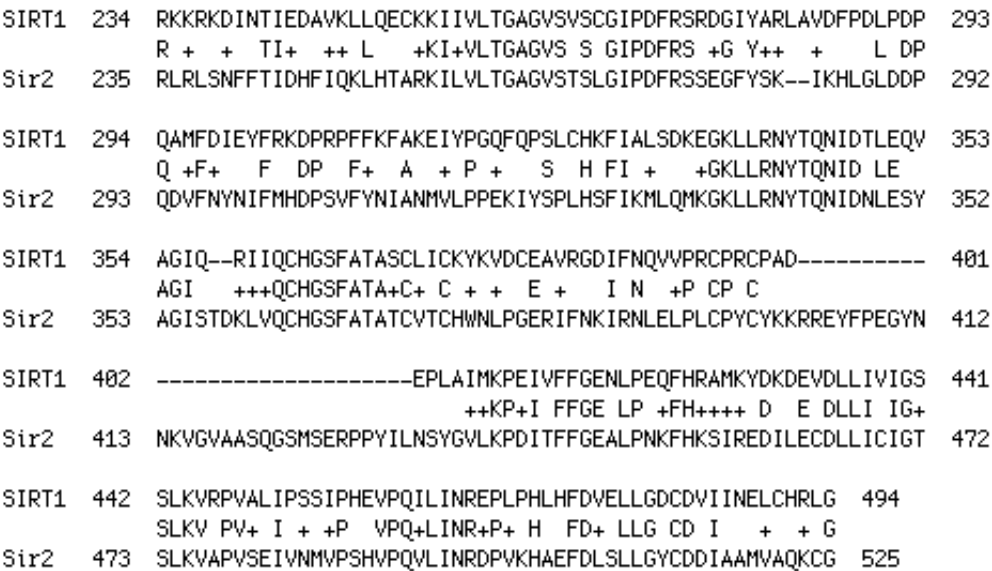 SIRT1  234  RKKRKDINTIEDAVKLLQECKKIIVLTGAGVSVSCGIPDFRSRDGIYARLAVDFPDLPDP  293
            R +  +  TI+  ++ L   +KI+VLTGAGVS S GIPDFRS +G Y++  +    L DP
Sir2   235  RLRLSNFFTIDHFIQKLHTARKILVLTGAGVSTSLGIPDFRSSEGFYSK--IKHLGLDDP  292
SIRT1  294  QAMFDIEYFRKDPRPFFKFAKEIYPGQFQPSLCHKFIALSDKEGKLLRNYTQNIDTLEQV  353
            Q +F+   F  DP  F+  A  + P +   S  H FI +   +GKLLRNYTQNID LE
Sir2   293  QDVFNYNIFMHDPSVFYNIANMVLPPEKIYSPLHSFIKMLQMKGKLLRNYTQNIDNLESY  352
SIRT1  354  AGIQ--RIIQCHGSFATASCLICKYKVDCEAVRGDIFNQVVPRCPRCPAD----------  401
            AGI   +++QCHGSFATA+C+ C + +  E +   I N  +P CP C
Sir2   353  AGISTDKLVQCHGSFATATCVTCHWNLPGERIFNKIRNLELPLCPYCYKKRREYFPEGYN  412
SIRT1  402  --------------------EPLAIMKPEIVFFGENLPEQFHRAMKYDKDEVDLLIVIGS  441
                                    ++KP+I FFGE LP +FH++++ D  E DLLI IG+
Sir2   413  NKVGVAASQGSMSERPPYILNSYGVLKPDITFFGEALPNKFHKSIREDILECDLLICIGT  472
SIRT1  442  SLKVRPVALIPSSIPHEVPQILINREPLPHLHFDVELLGDCDVIINELCHRLG  494
            SLKV PV+ I + +P  VPQ+LINR+P+ H  FD+ LLG CD I   +  + G
Sir2   473  SLKVAPVSEIVNMVPSHVPQVLINRDPVKHAEFDLSLLGYCDDIAAMVAQKCG  525